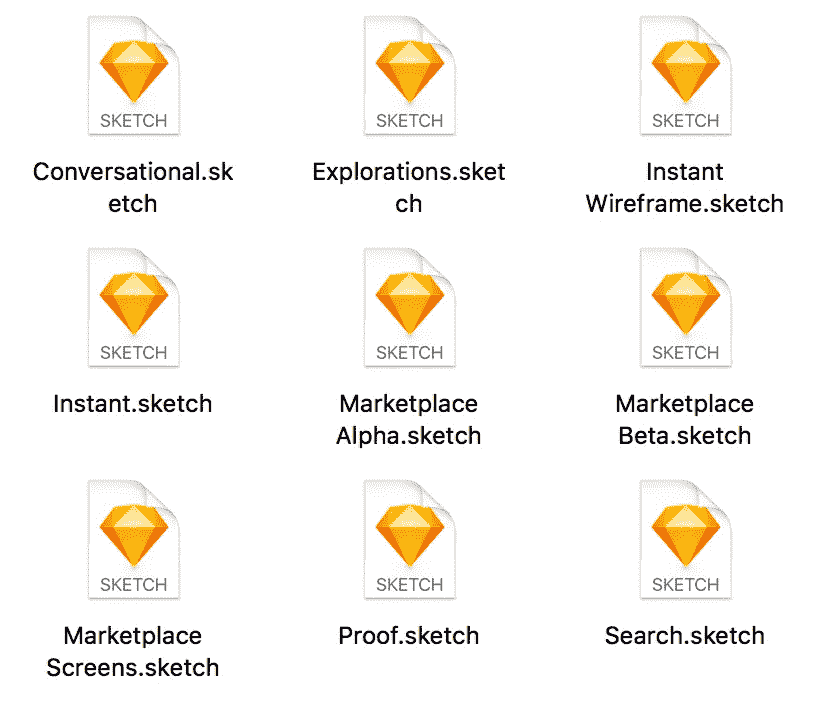 SKETCH
Conversational.sk
etch
SKETCH
Explorations.sket
ch
SKETCH
Instant
Wireframe.sketch
SKETCH
Instant.sketch
SKETCH
Marketplace
Alpha.sketch
SKETCH
Marketplace
Beta.sketch
SKETCH
Marketplace
Screens.sketch
SKETCH
Proof.sketch
SKETCH
Search.sketch